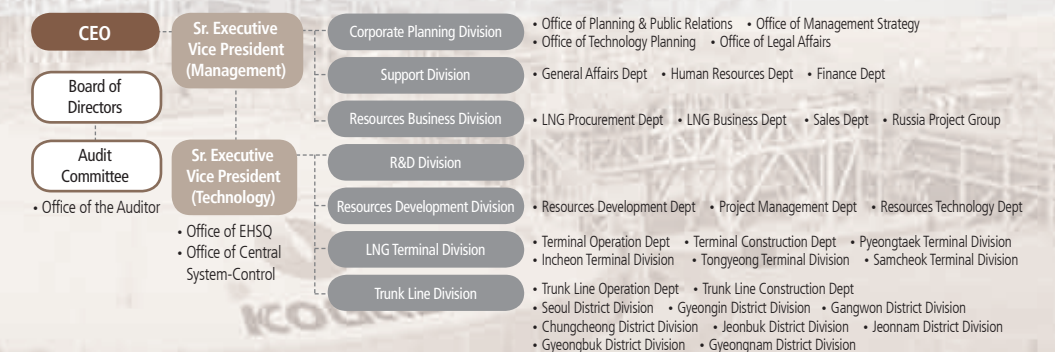 CEO
Board of
Directors
Audit
Committee
• Office of the Auditor
Sr. Executive
Vice President
(Management)
Sr. Executive
Vice President
(Technology)
• Office of EHSQ
• Office of Central
System-Control
Corporate Planning Division
• Office of Planning & Public Relations • Office of Management Strategy
• Office of Technology Planning • Office of Legal Affairs
Support Division
• General Affairs Dept • Human Resources Dept • Finance Dept
Resources Business Division
• LNG Procurement Dept • LNG Business Dept • Sales Dept • Russia Project Group
R&D Division
Resources Development Division
• Resources Development Dept • Project Management Dept • Resources Technology Dept
LNG Terminal Division
• Terminal Operation Dept • Terminal Construction Dept • Pyeongtaek Terminal Division
• Incheon Terminal Division • Tongyeong Terminal Division • Samcheok Terminal Division
Trunk Line Division
• Trunk Line Operation Dept • Trunk Line Construction Dept
• Seoul District Division • Gyeongin District Division • Gangwon District Division
• Chungcheong District Division • Jeonbuk District Division • Jeonnam District Division
• Gyeongbuk District Division • Gyeongnam District Division